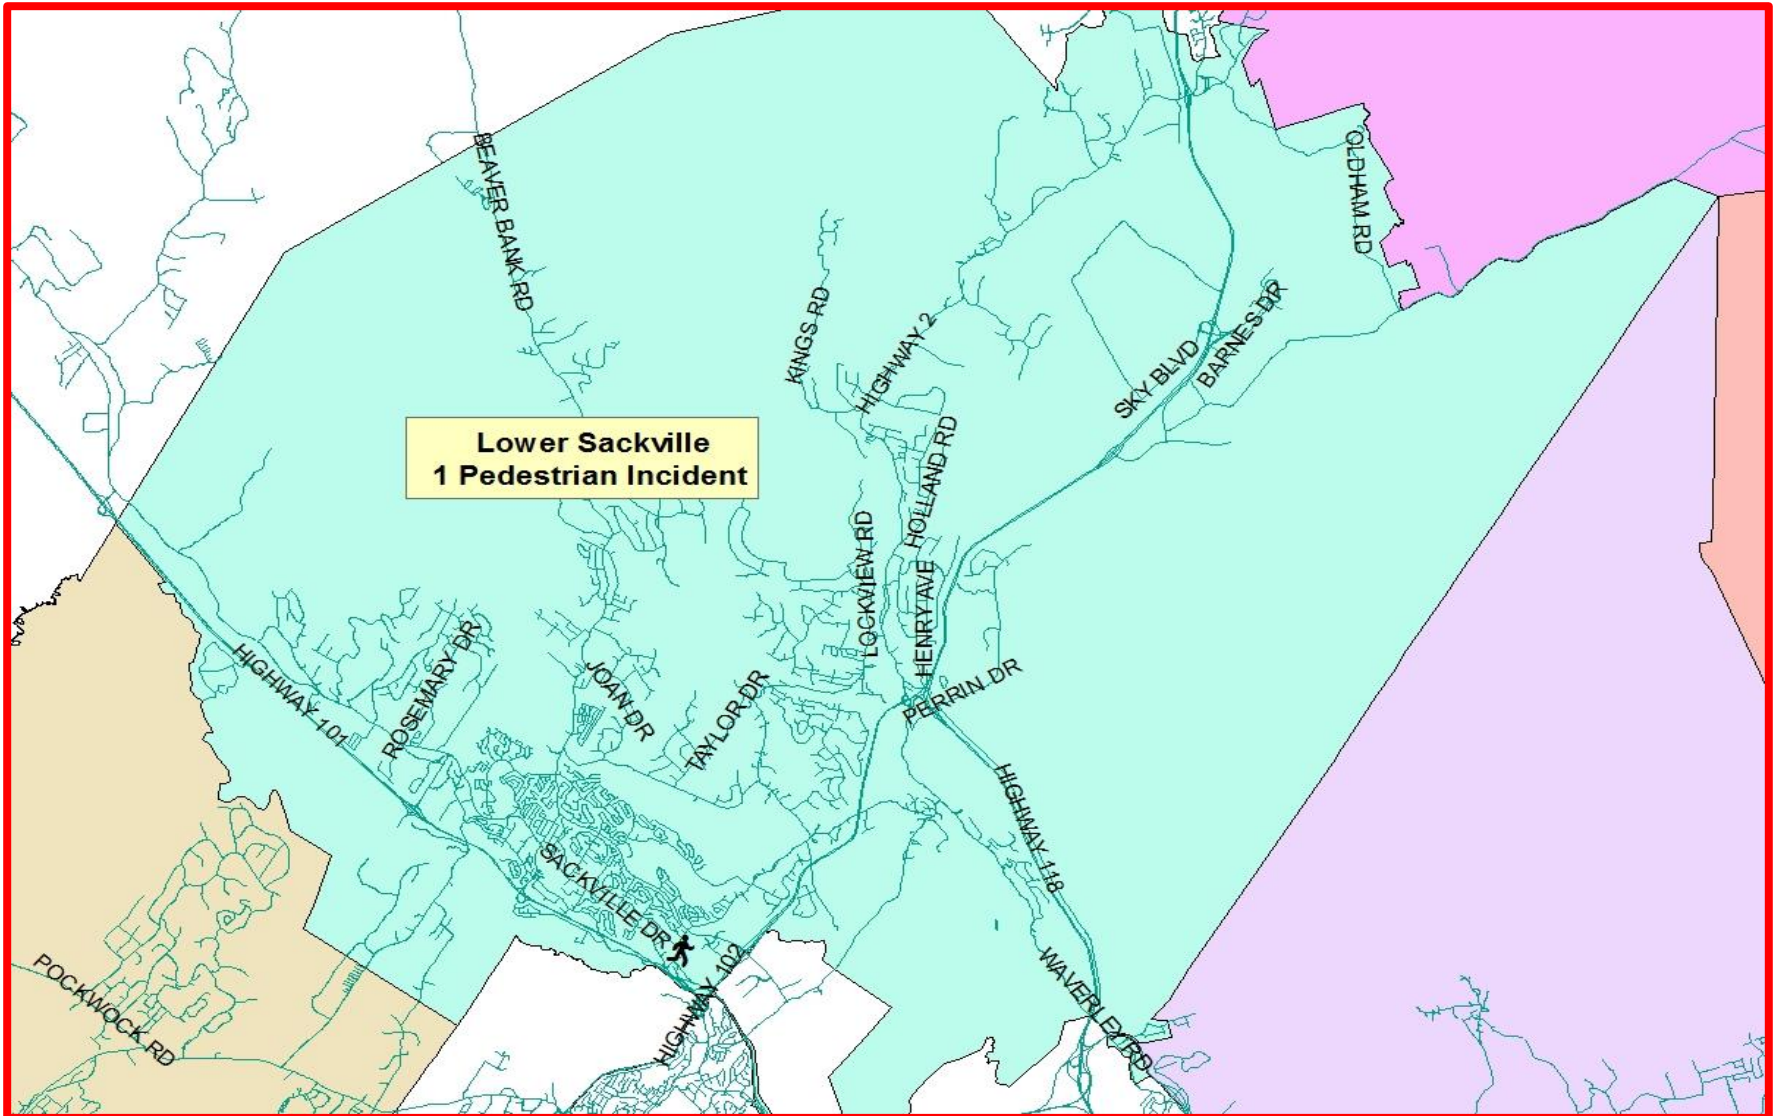 BEAVER BANK RD
OLDHAM RD
KINGS RD
HIGHWAY 2
SKY BLVD
BARNES DR
Lower Sackville
1 Pedestrian Incident
HOLLAND RD
LOCKVIEW RD
HENRY AVE
HIGHWAY 101
ROSEMARY DR
JOAN DR
TAYLOR DR
PERRIN DR
HIGHWAY 118
SACKVILLE DR
HIGHWAY 102
POCKWOCK RD
WAVERLEY RD